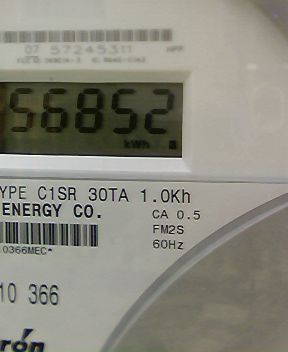 07 57245311
56852
kWh
YPE C1SR 30TA 1.0Kh
ENERGY CO.
CA 0.5
FM2S
60Hz
0366MEC*
10 366
rón